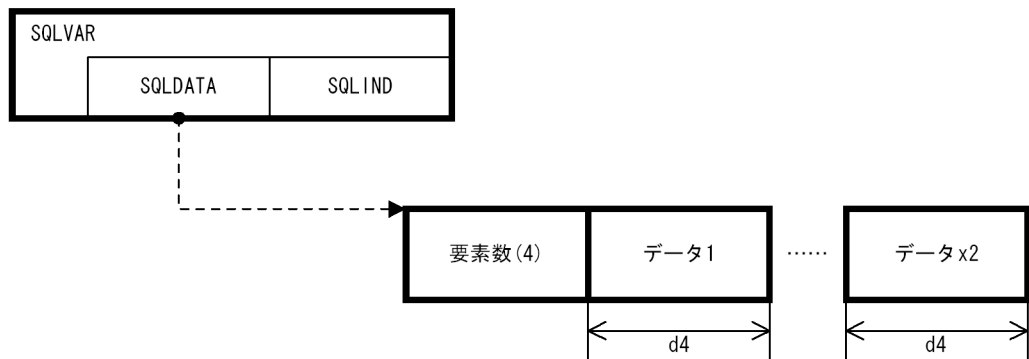 SQLVAR
SQLDATA
SQLIND
要素数(4)
データ1
……
データx2
d4
d4